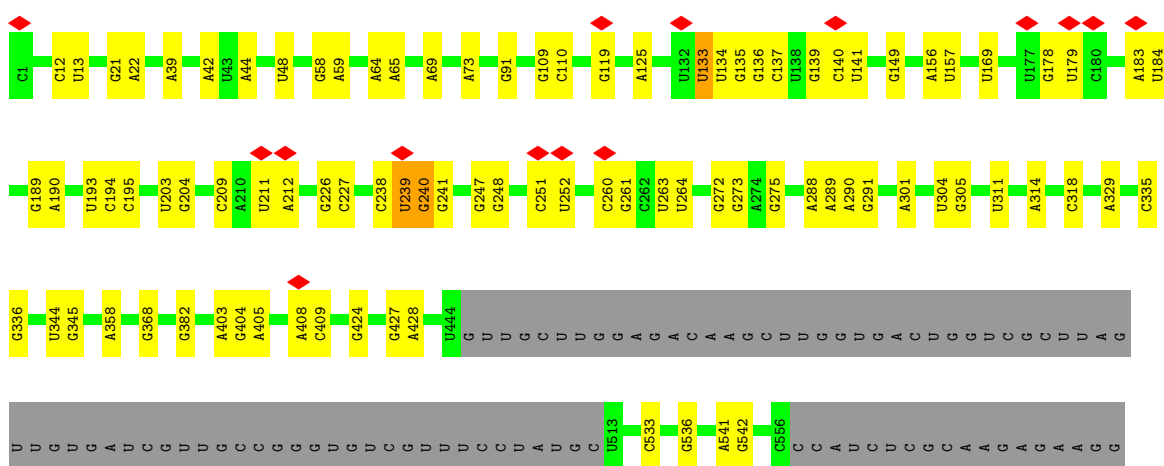 C1 C12 U13 G21 A22 A39 A42 U43 A44 U48 G58 A59 A64 A65 A69 A73 G91 G109 C110 G119 A125 U132 U133 U134 G135 G136 C137 U138 G139 C140 U141 G149 A156 U157 U169 U177 G178 U179 C180 A183 U184
G189 A190 U193 C194 C195 U203 G204 C209 A210 U211 A212 G226 C227 C238 U239 G240 G241 G247 G248 C251 U252 C260 G261 C262 U263 U264 G272 G273 A274 G275 A288 A289 A290 G291 A301 U304 G305 U311 A314 C318 A329 C335
G336 U344 G345 A358 G368 G382 A403 G404 A405 A408 C409 G424 G427 A428 U444 G U U G C U U G G A G A C A A G C U U G G U G A C U G G U C G C U U A G
U U G U G A U C G U U G C C G G G U G U C G U U U C C U A U G C U513 C533 G536 A541 G542 C556 C C A U C U C G C A A G A G A A G G